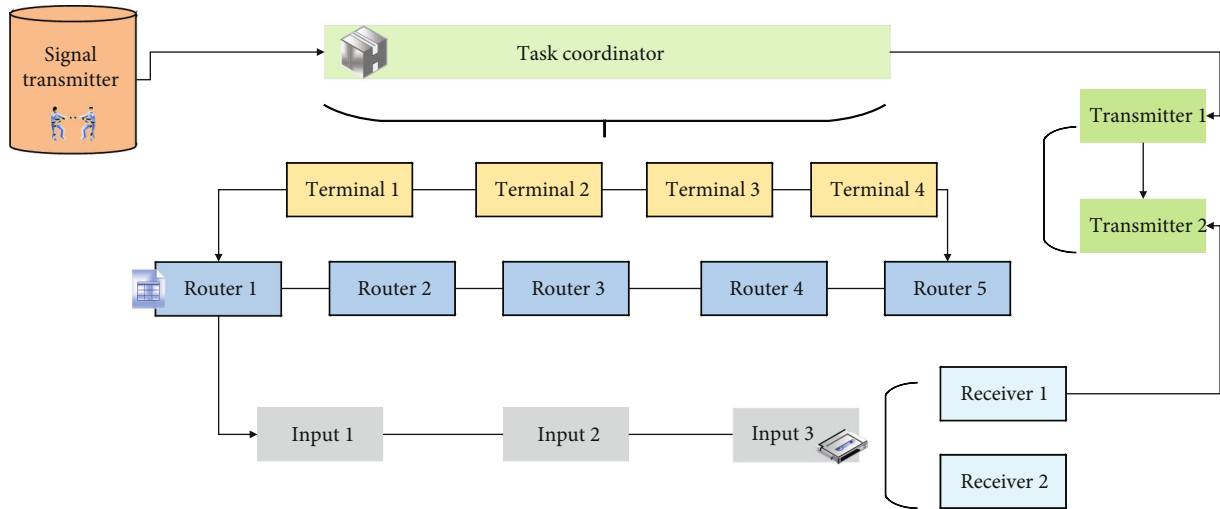 Signal
transmitter
Task coordinator
Transmitter 1
Terminal 1
Terminal 2
Terminal 3
Terminal 4
Transmitter 2
Router 1
Router 2
Router 3
Router 4
Router 5
Receiver 1
Input 1
Input 2
Input 3
Receiver 2